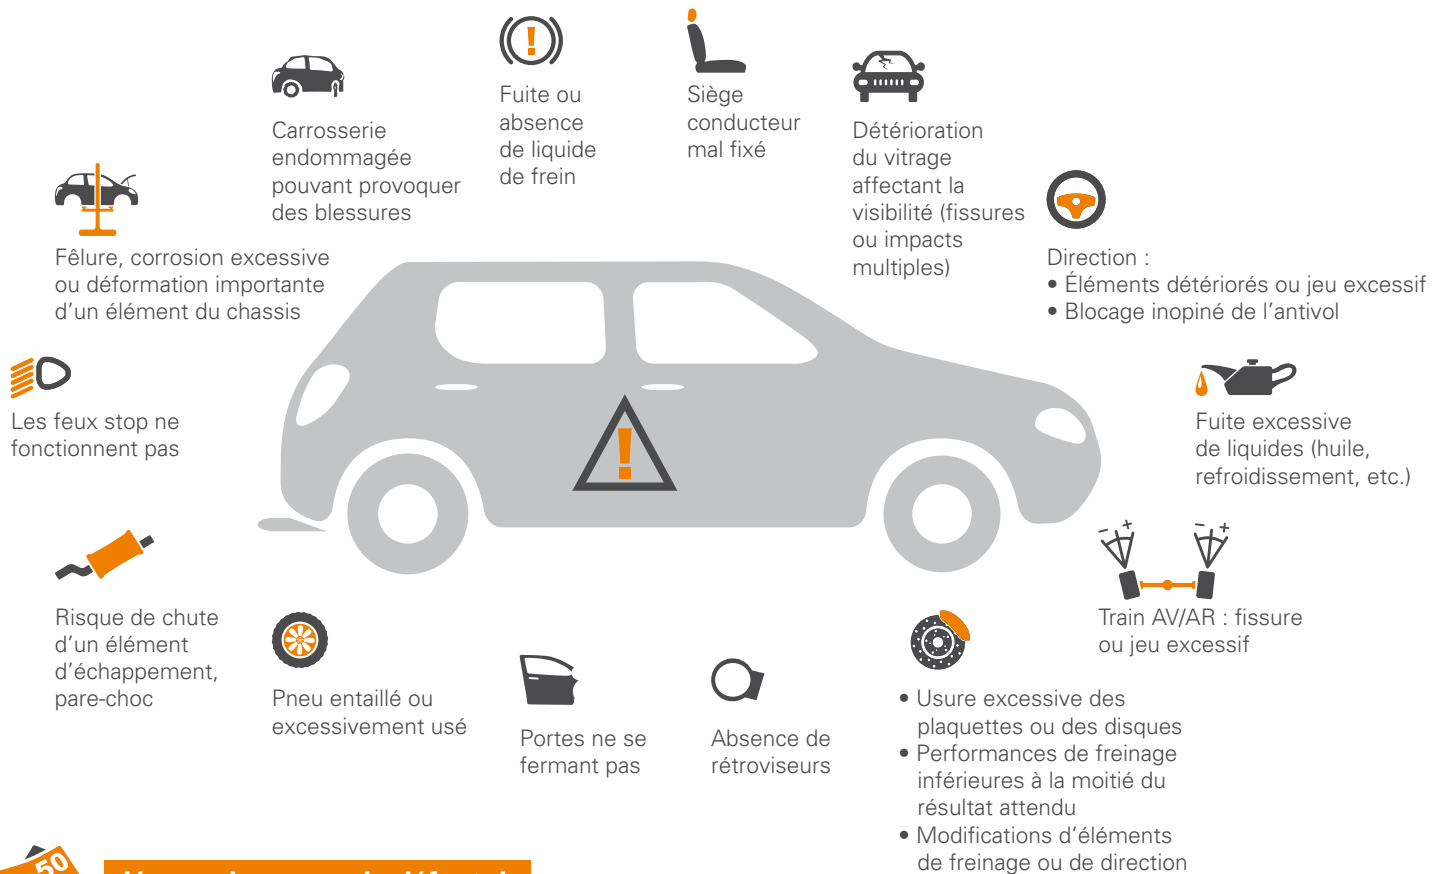 Fuite ou
absence
de liquide
de frein
Siège
conducteur
mal fixé
Carrosserie
endommagée
pouvant provoquer
des blessures
Détérioration
du vitrage
affectant la
visibilité (fissures
ou impacts
multiples)
Fêlure, corrosion excessive
ou déformation importante
d'un élément du chassis
Direction :
• Éléments détériorés ou jeu excessif
• Blocage inopiné de l'antivol
Les feux stop ne
fonctionnent pas
Fuite excessive
de liquides (huile,
refroidissement, etc.)
Risque de chute
d'un élément
d'échappement,
pare-choc
Train AV/AR : fissure
ou jeu excessif
Pneu entaillé ou
excessivement usé
Portes ne se
fermant pas
Absence de
rétroviseurs
• Usure excessive des
plaquettes ou des disques
• Performances de freinage
inférieures à la moitié du
résultat attendu
• Modifications d'éléments
de freinage ou de direction
50